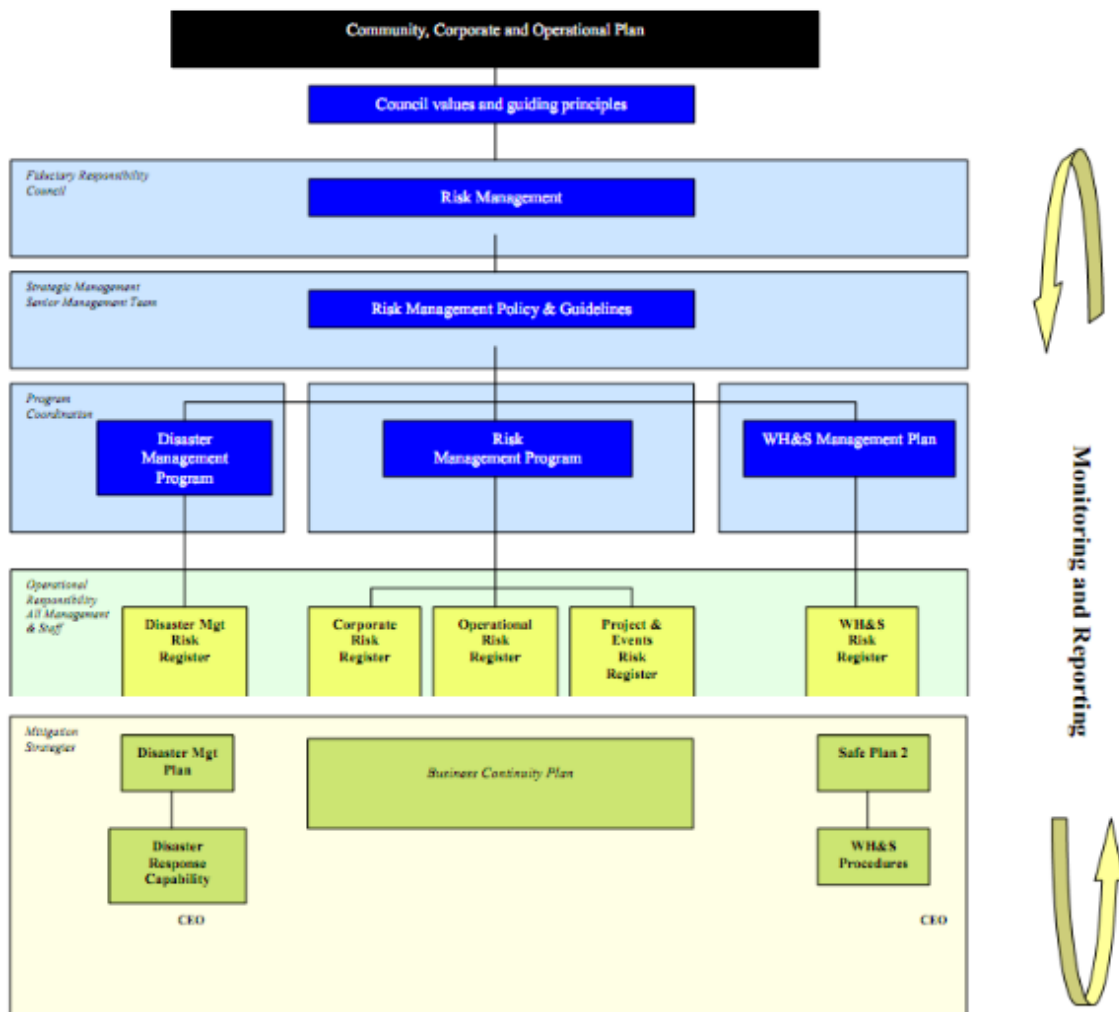 Community, Corporate and Operational Plan
Council values and guiding principles
Fiduciary Responsibility
Council
Risk Management
Strategic Management
Senior Management Team
Risk Management Policy & Guidelines
Program
Coordination
Disaster
Management
Program
Risk
Management Program
WH&S Management Plan
Operational
Responsibility
All Management
& Staff
Disaster Mgt
Risk
Register
Corporate
Risk
Register
Operational
Risk
Register
Project &
Events
Risk
Register
WH&S
Risk
Register
Mitigation
Strategies
Disaster Mgt
Plan
Business Continuity Plan
Safe Plan 2
Disaster
Response
Capability
WH&S
Procedures
CEO
CEO
Monitoring and Reporting